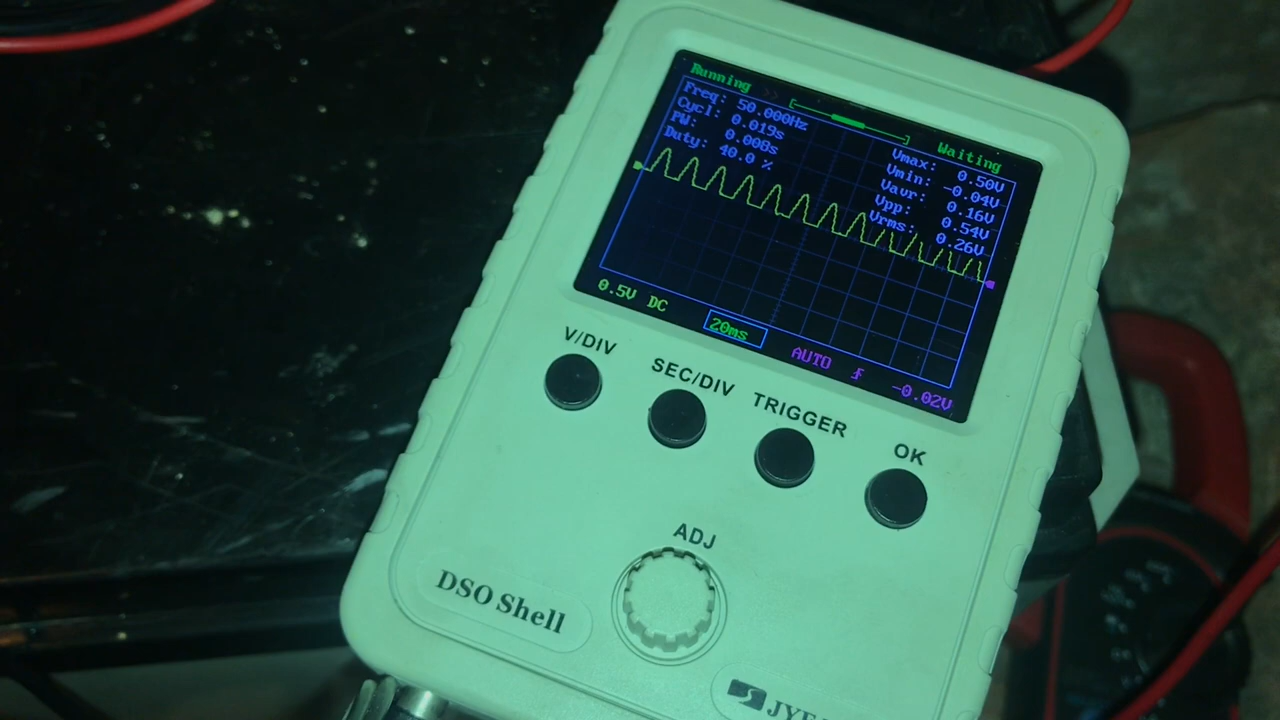 Running
Waiting
Freq: 50.000Hz
Cycl: 0.019s
PW: 0.008s
Duty: 40.0 %
Vmax: 0.50V
Vmin: -0.04V
Vavr: 0.16V
Vpp: 0.54V
Vrms: 0.26V
0.5V DC
20ms
AUTO
-0.02V
V/DIV
SEC/DIV
TRIGGER
OK
ADJ
DSO Shell